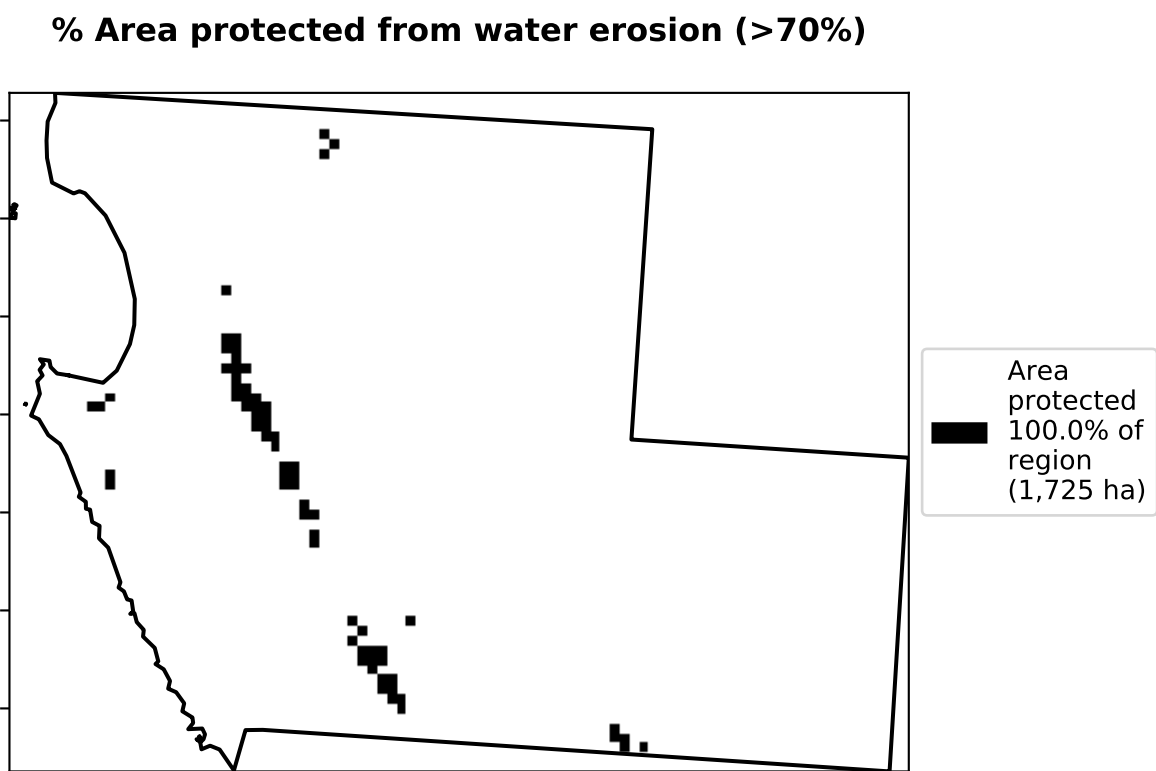 % Area protected from water erosion (>70%)
Area
protected
100.0% of
region
(1,725 ha)